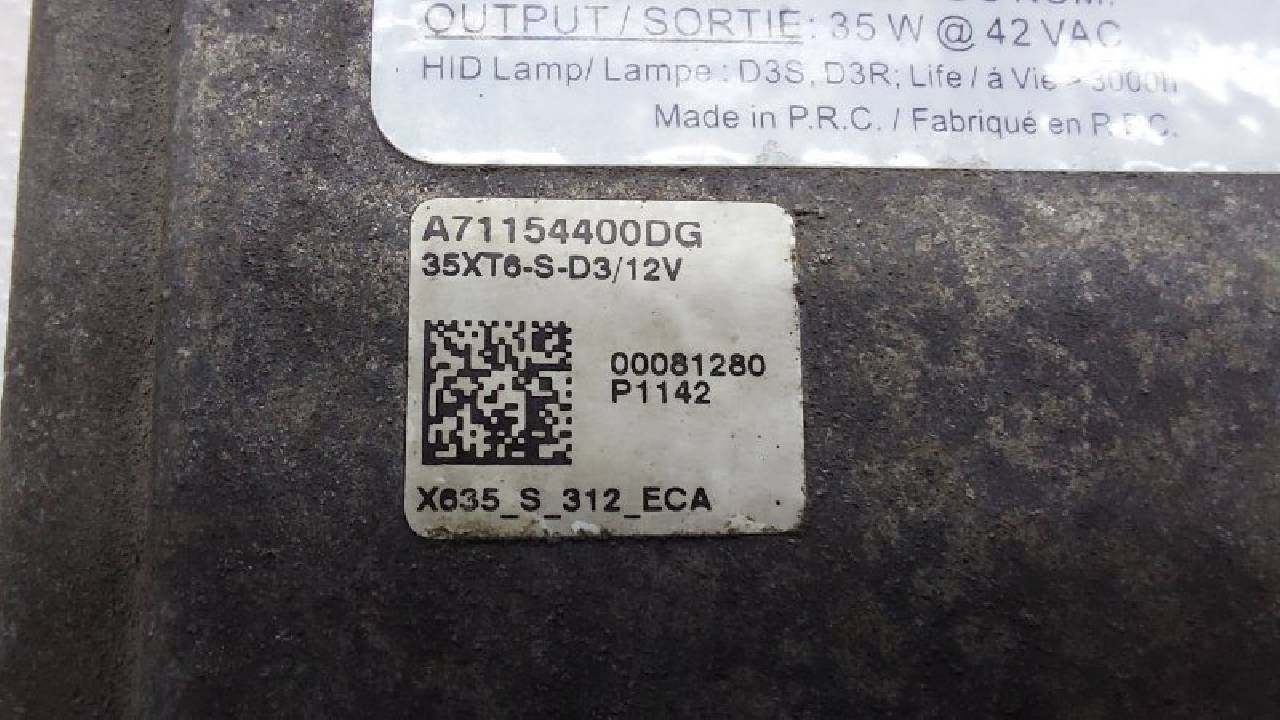 OUTPUT / SORTIE: 35 W @ 42 VAC
HID Lamp/ Lampe : D3S, D3R; Life / à Vie > 3000h
Made in P.R.C. / Fabriqué en R.P.C.
A71154400DG
35XT6-S-D3/12V
00081280
P1142
X635_S_312_ECA